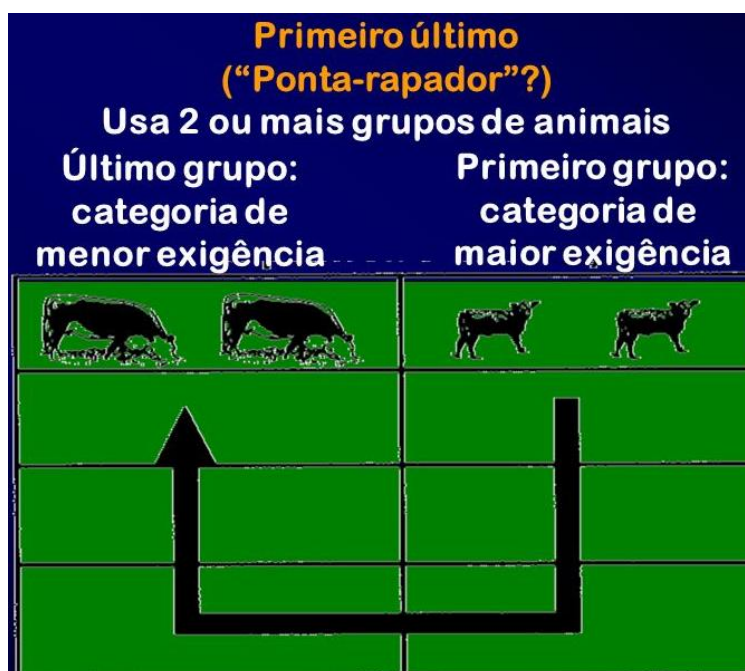 Primeiro último
(“Ponta-rapador”?)
Usa 2 ou mais grupos de animais
Último grupo:
categoria de
menor exigência
Primeiro grupo:
categoria de
maior exigência